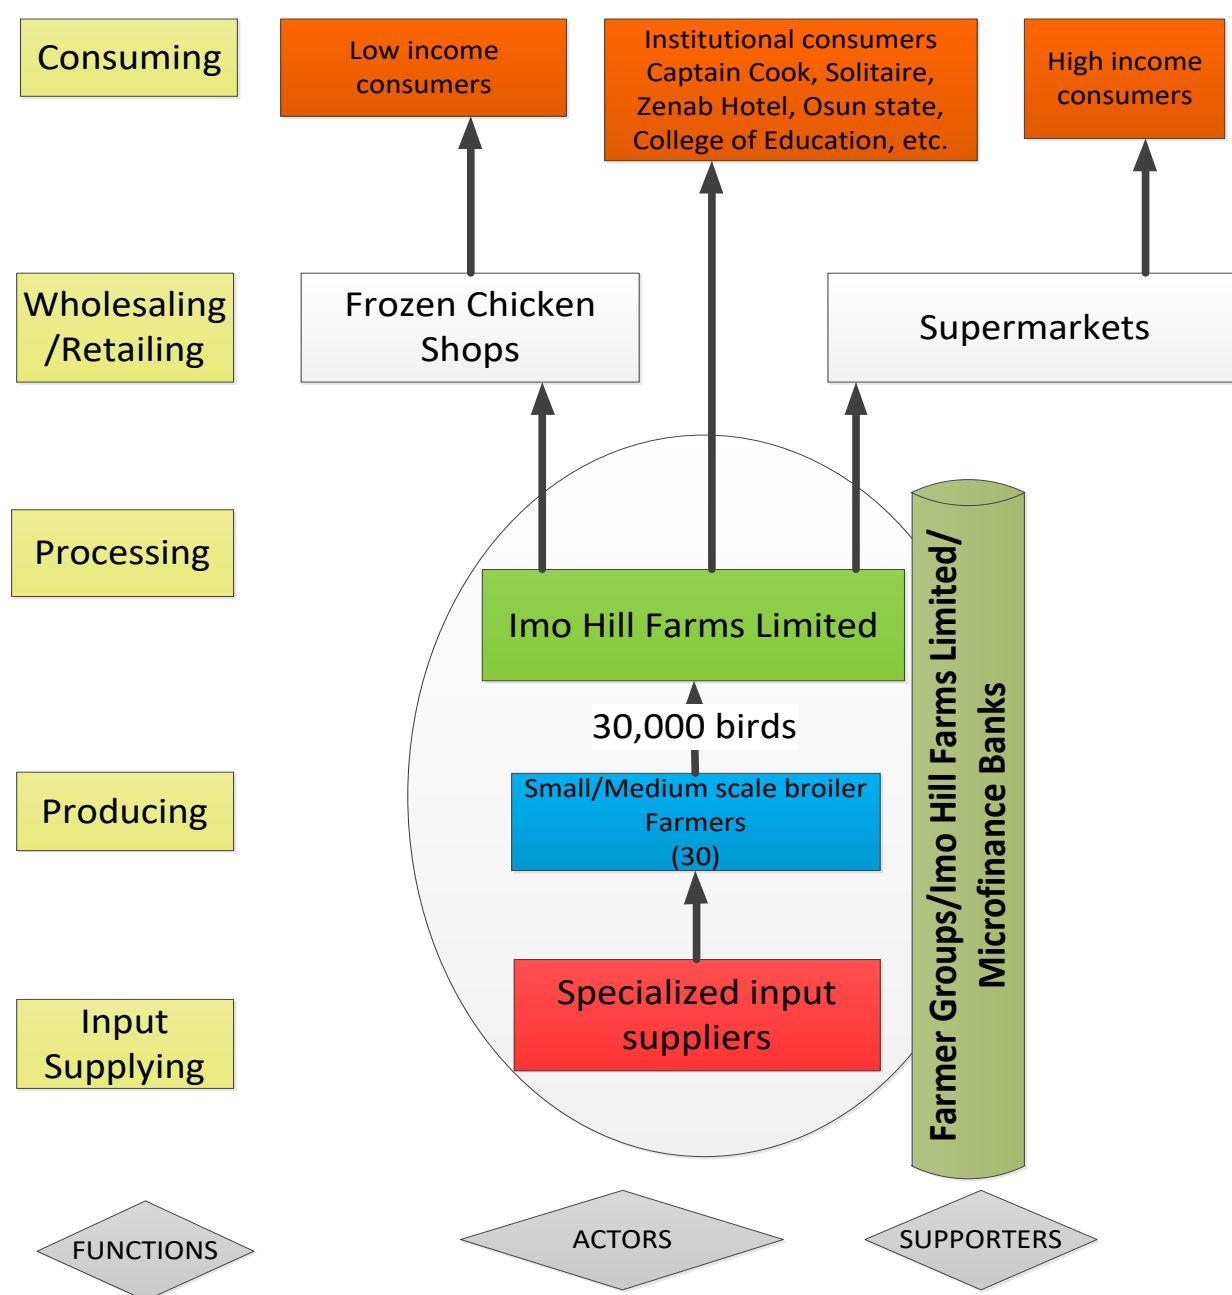 Consuming
Low income
consumers
Institutional consumers
Captain Cook, Solitaire,
Zenab Hotel, Osun state,
College of Education, etc.
High income
consumers
Wholesaling
/Retailing
Frozen Chicken
Shops
Supermarkets
Processing
Imo Hill Farms Limited
30,000 birds
Producing
Small/Medium scale broiler
Farmers
(30)
Input
Supplying
Specialized input
suppliers
Farmer Groups/Imo Hill Farms Limited/
Microfinance Banks
FUNCTIONS
ACTORS
SUPPORTERS